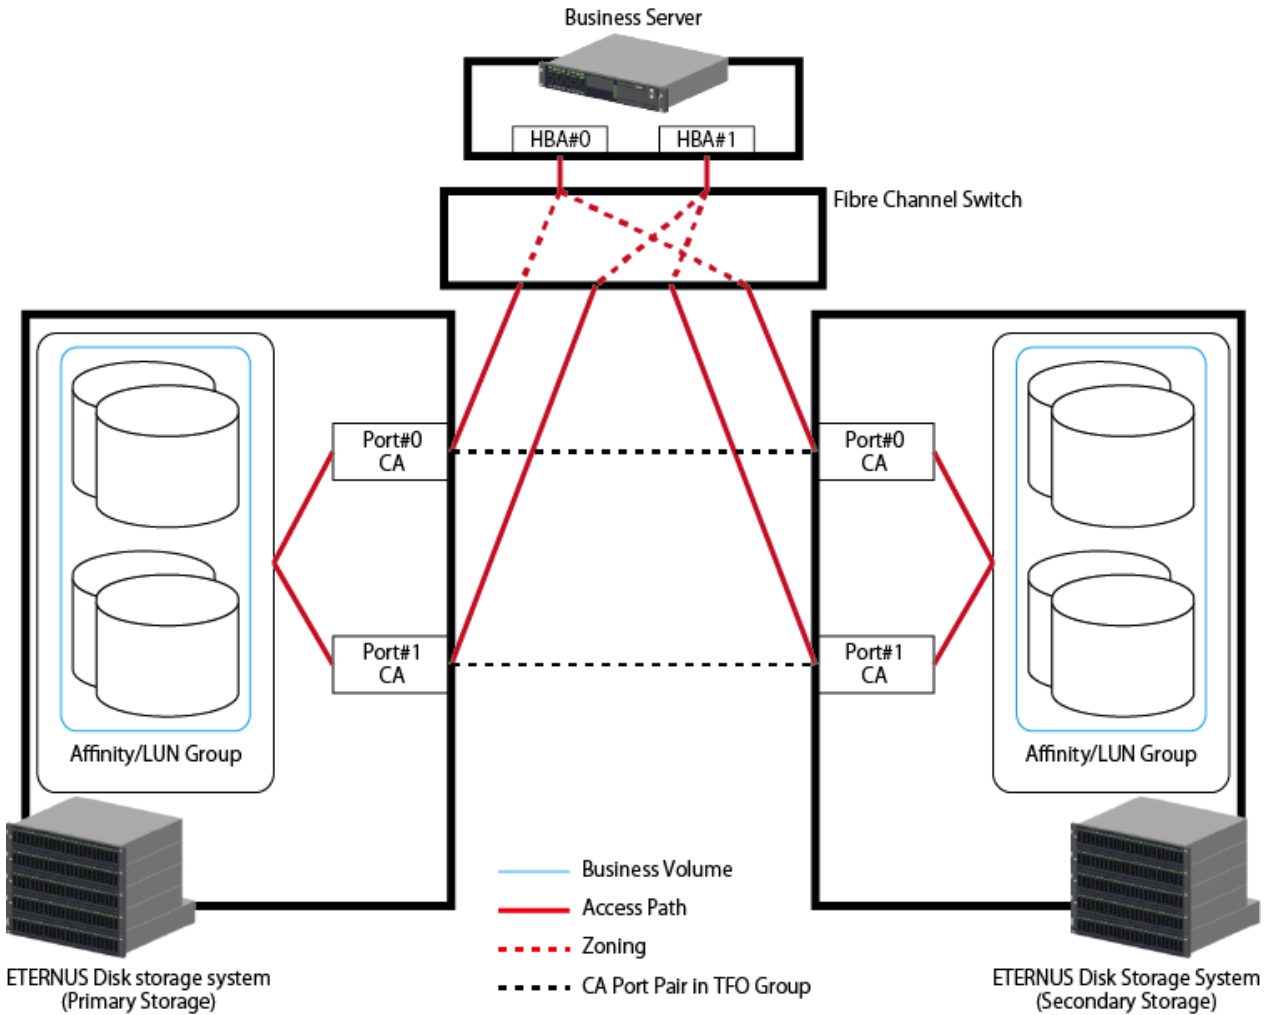 Business Server
HBA#0
HBA#1
Fibre Channel Switch
Port#0
CA
Port#0
CA
Port#1
CA
Port#1
CA
Affinity/LUN Group
Affinity/LUN Group
Business Volume
Access Path
Zoning
CA Port Pair in TFO Group
ETERNUS Disk storage system
(Primary Storage)
ETERNUS Disk Storage System
(Secondary Storage)